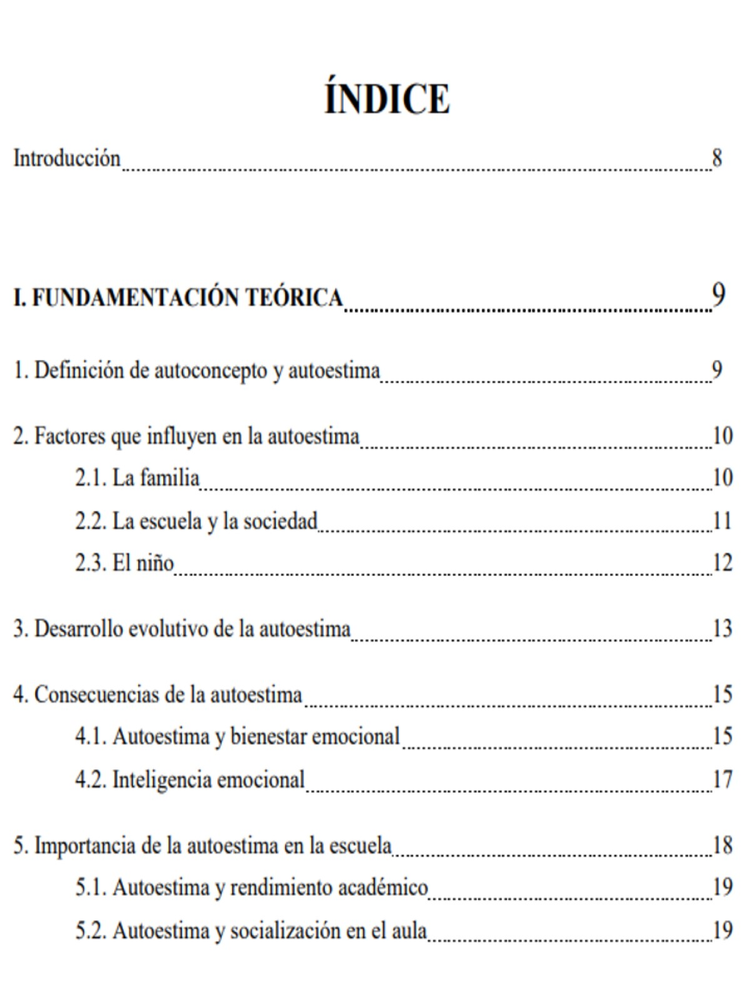 ÍNDICE
Introducción 8
I. FUNDAMENTACIÓN TEÓRICA 9
1. Definición de autoconcepto y autoestima 9
2. Factores que influyen en la autoestima 10
2.1. La familia 10
2.2. La escuela y la sociedad 11
2.3. El niño 12
3. Desarrollo evolutivo de la autoestima 13
4. Consecuencias de la autoestima 15
4.1. Autoestima y bienestar emocional 15
4.2. Inteligencia emocional 17
5. Importancia de la autoestima en la escuela 18
5.1. Autoestima y rendimiento académico 19
5.2. Autoestima y socialización en el aula 19